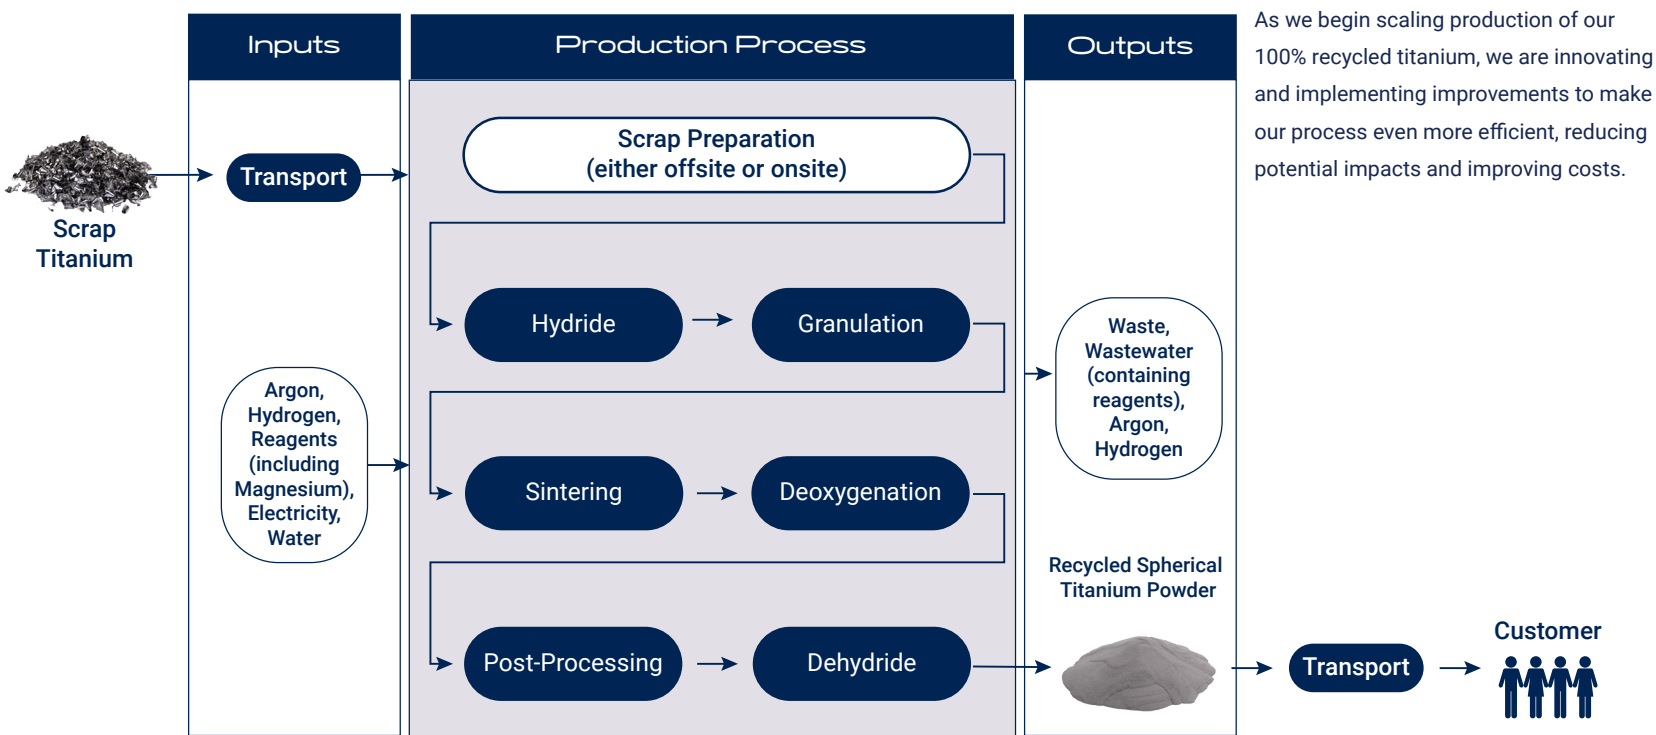 Inputs
Production Process
Outputs
As we begin scaling production of our
100% recycled titanium, we are innovating
and implementing improvements to make
our process even more efficient, reducing
potential impacts and improving costs.
Scrap
Titanium
Transport
Scrap Preparation
(either offsite or onsite)
Hydride
Granulation
Argon,
Hydrogen,
Reagents
(including
Magnesium),
Electricity,
Water
Sintering
Deoxygenation
Post-Processing
Dehydride
Waste,
Wastewater
(containing
reagents),
Argon,
Hydrogen
Recycled Spherical
Titanium Powder
Transport
Customer